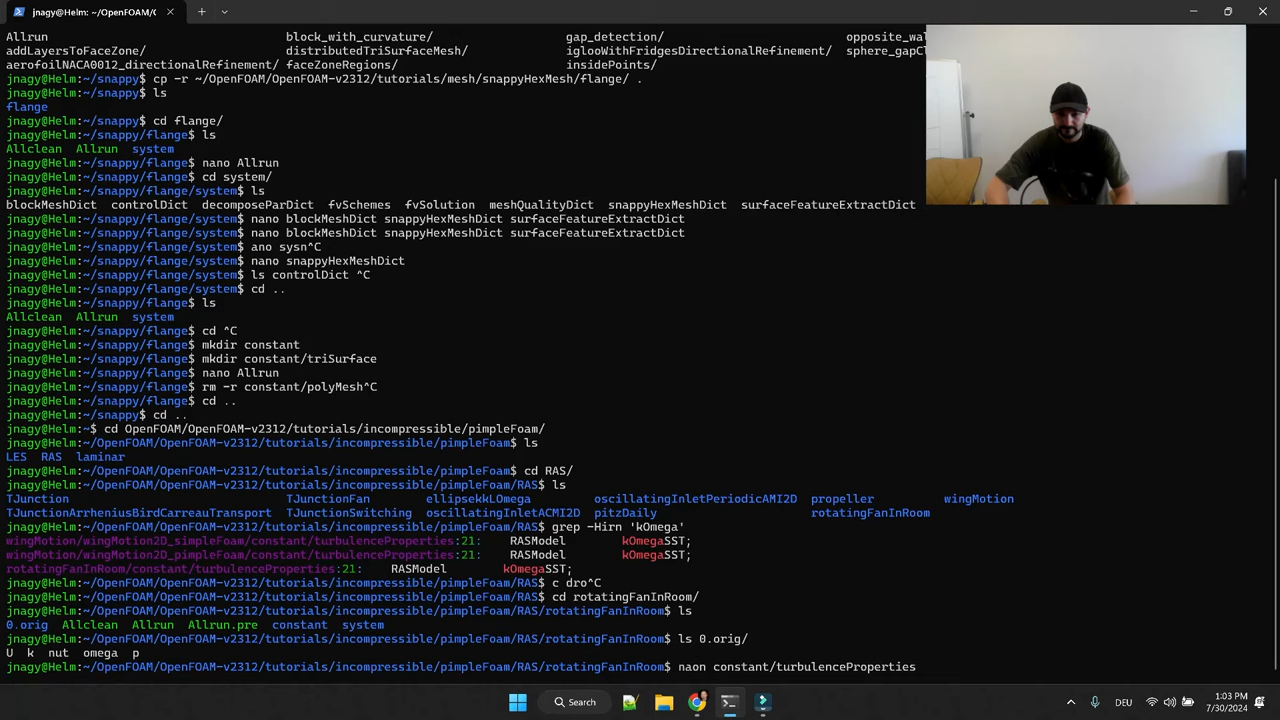 jnagy@Helm: ~/OpenFOAM/C
Allrun block_with_curvature/ gap_detection/ opposite_wal
addLayersToFaceZone/ distributedTriSurfaceMesh/ iglooWithFridgesDirectionalRefinement/ sphere_gapCl
aerofoilNACA0012_directionalRefinement/ faceZoneRegions/ insidePoints/
jnagy@Helm:~/snappy$ cp -r ~/OpenFOAM/OpenFOAM-v2312/tutorials/mesh/snappyHexMesh/flange/ .
jnagy@Helm:~/snappy$ ls
flange
jnagy@Helm:~/snappy$ cd flange/
jnagy@Helm:~/snappy/flange$ ls
Allclean Allrun system
jnagy@Helm:~/snappy/flange$ nano Allrun
jnagy@Helm:~/snappy/flange$ cd system/
jnagy@Helm:~/snappy/flange/system$ ls
blockMeshDict controlDict decomposeParDict fvSchemes fvSolution meshQualityDict snappyHexMeshDict surfaceFeatureExtractDict
jnagy@Helm:~/snappy/flange/system$ nano blockMeshDict snappyHexMeshDict surfaceFeatureExtractDict
jnagy@Helm:~/snappy/flange/system$ nano blockMeshDict snappyHexMeshDict surfaceFeatureExtractDict
jnagy@Helm:~/snappy/flange/system$ ano sysn^C
jnagy@Helm:~/snappy/flange/system$ nano snappyHexMeshDict
jnagy@Helm:~/snappy/flange/system$ ls controlDict ^C
jnagy@Helm:~/snappy/flange/system$ cd ..
jnagy@Helm:~/snappy/flange$ ls
Allclean Allrun system
jnagy@Helm:~/snappy/flange$ cd ^C
jnagy@Helm:~/snappy/flange$ mkdir constant
jnagy@Helm:~/snappy/flange$ mkdir constant/triSurface
jnagy@Helm:~/snappy/flange$ nano Allrun
jnagy@Helm:~/snappy/flange$ rm -r constant/polyMesh^C
jnagy@Helm:~/snappy/flange$ cd ..
jnagy@Helm:~/snappy$ cd ..
jnagy@Helm:~$ cd OpenFOAM/OpenFOAM-v2312/tutorials/incompressible/pimpleFoam/
jnagy@Helm:~/OpenFOAM/OpenFOAM-v2312/tutorials/incompressible/pimpleFoam$ ls
LES RAS laminar
jnagy@Helm:~/OpenFOAM/OpenFOAM-v2312/tutorials/incompressible/pimpleFoam$ cd RAS/
jnagy@Helm:~/OpenFOAM/OpenFOAM-v2312/tutorials/incompressible/pimpleFoam/RAS$ ls
TJunction TJunctionFan ellipsekkLOmega oscillatingInletPeriodicAMI2D propeller wingMotion
TJunctionArrheniusBirdCarreauTransport TJunctionSwitching oscillatingInletACMI2D pitzDaily rotatingFanInRoom
jnagy@Helm:~/OpenFOAM/OpenFOAM-v2312/tutorials/incompressible/pimpleFoam/RAS$ grep -Hirn 'kOmega'
wingMotion/wingMotion2D_simpleFoam/constant/turbulenceProperties:21: RASModel kOmegaSST;
wingMotion/wingMotion2D_pimpleFoam/constant/turbulenceProperties:21: RASModel kOmegaSST;
rotatingFanInRoom/constant/turbulenceProperties:21: RASModel kOmegaSST;
jnagy@Helm:~/OpenFOAM/OpenFOAM-v2312/tutorials/incompressible/pimpleFoam/RAS$ c dro^C
jnagy@Helm:~/OpenFOAM/OpenFOAM-v2312/tutorials/incompressible/pimpleFoam/RAS$ cd rotatingFanInRoom/
jnagy@Helm:~/OpenFOAM/OpenFOAM-v2312/tutorials/incompressible/pimpleFoam/RAS/rotatingFanInRoom$ ls
0.orig Allclean Allrun Allrun.pre constant system
jnagy@Helm:~/OpenFOAM/OpenFOAM-v2312/tutorials/incompressible/pimpleFoam/RAS/rotatingFanInRoom$ ls 0.orig/
U k nut omega p
jnagy@Helm:~/OpenFOAM/OpenFOAM-v2312/tutorials/incompressible/pimpleFoam/RAS/rotatingFanInRoom$ naon constant/turbulenceProperties
Search
DEU
1:03 PM
7/30/2024